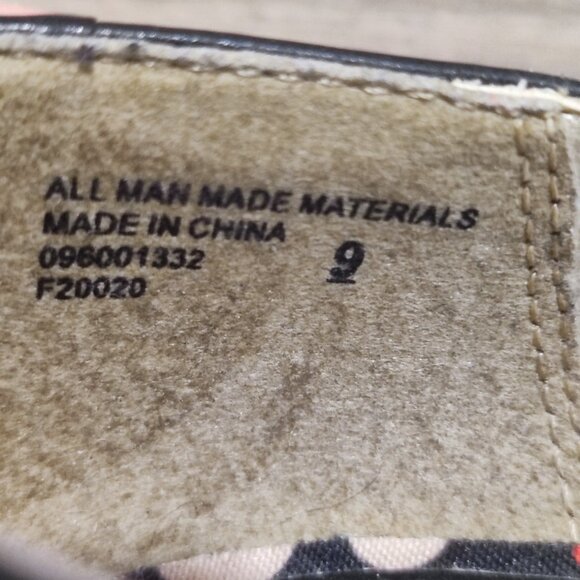 ALL MAN MADE MATERIALS
MADE IN CHINA
096001332 9
F20020